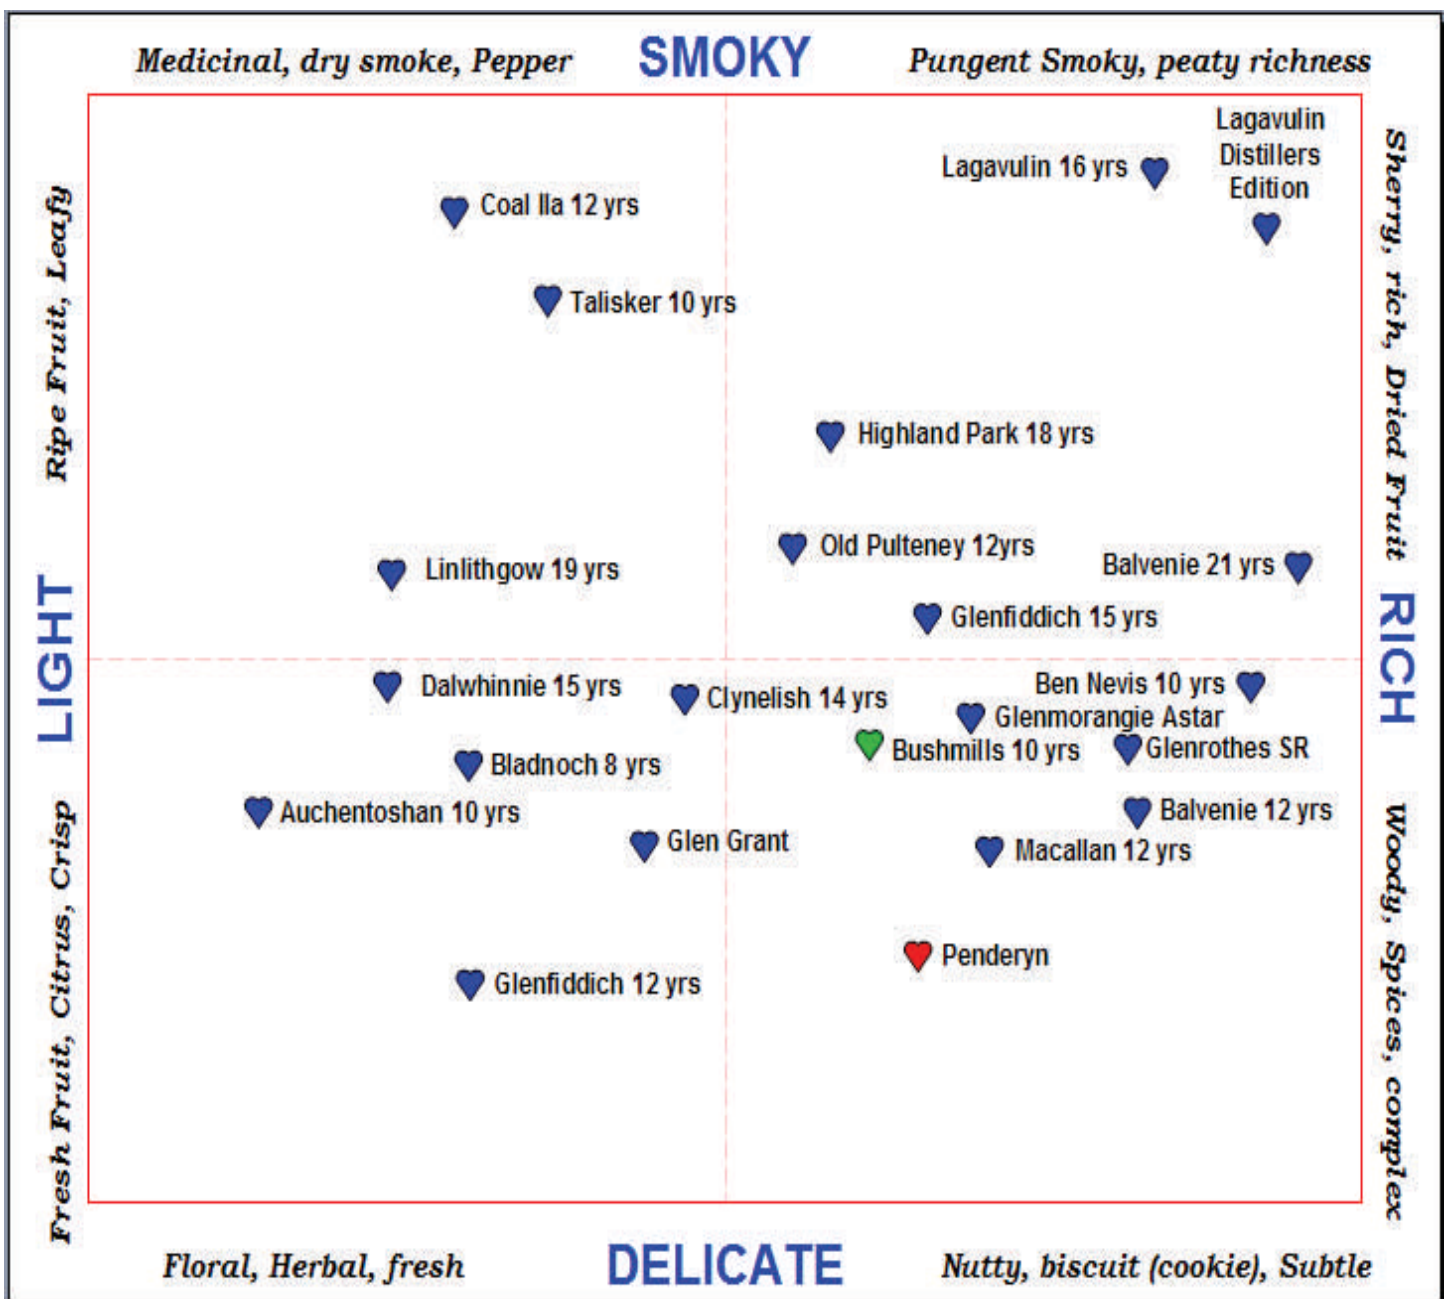 Medicinal, dry smoke, Pepper
SMOKY
Pungent Smoky, peaty richness
Ripe Fruit, Leafy
LIGHT
Fresh Fruit, Citrus, Crisp
Lagavulin
Distillers
Edition
Lagavulin 16 yrs
Coal Ila 12 yrs
Talisker 10 yrs
Highland Park 18 yrs
Old Pulteney 12yrs
Balvenie 21 yrs
Linlithgow 19 yrs
Glenfiddich 15 yrs
Dalwhinnie 15 yrs
Clynelish 14 yrs
Ben Nevis 10 yrs
Glenmorangie Astar
Bushmills 10 yrs
Glenrothes SR
Bladnoch 8 yrs
Auchentoshan 10 yrs
Balvenie 12 yrs
Glen Grant
Macallan 12 yrs
Penderyn
Glenfiddich 12 yrs
Sherry, rich, Dried Fruit
RICH
Woody, Spices, complex
Floral, Herbal, fresh
DELICATE
Nutty, biscuit (cookie), Subtle